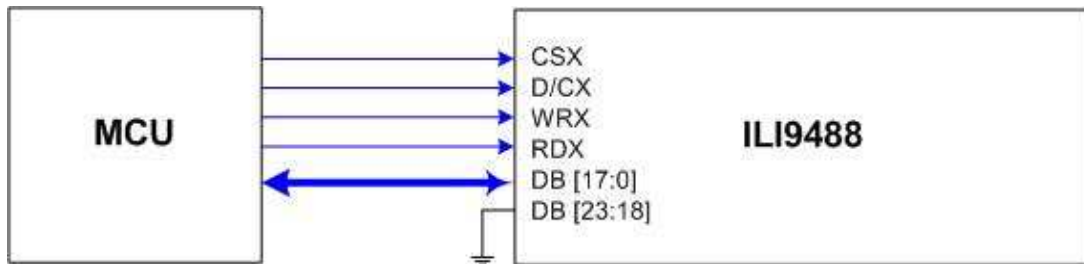 MCU
CSX
D/CX
WRX
RDX
DB [17:0]
DB [23:18]
ILI9488